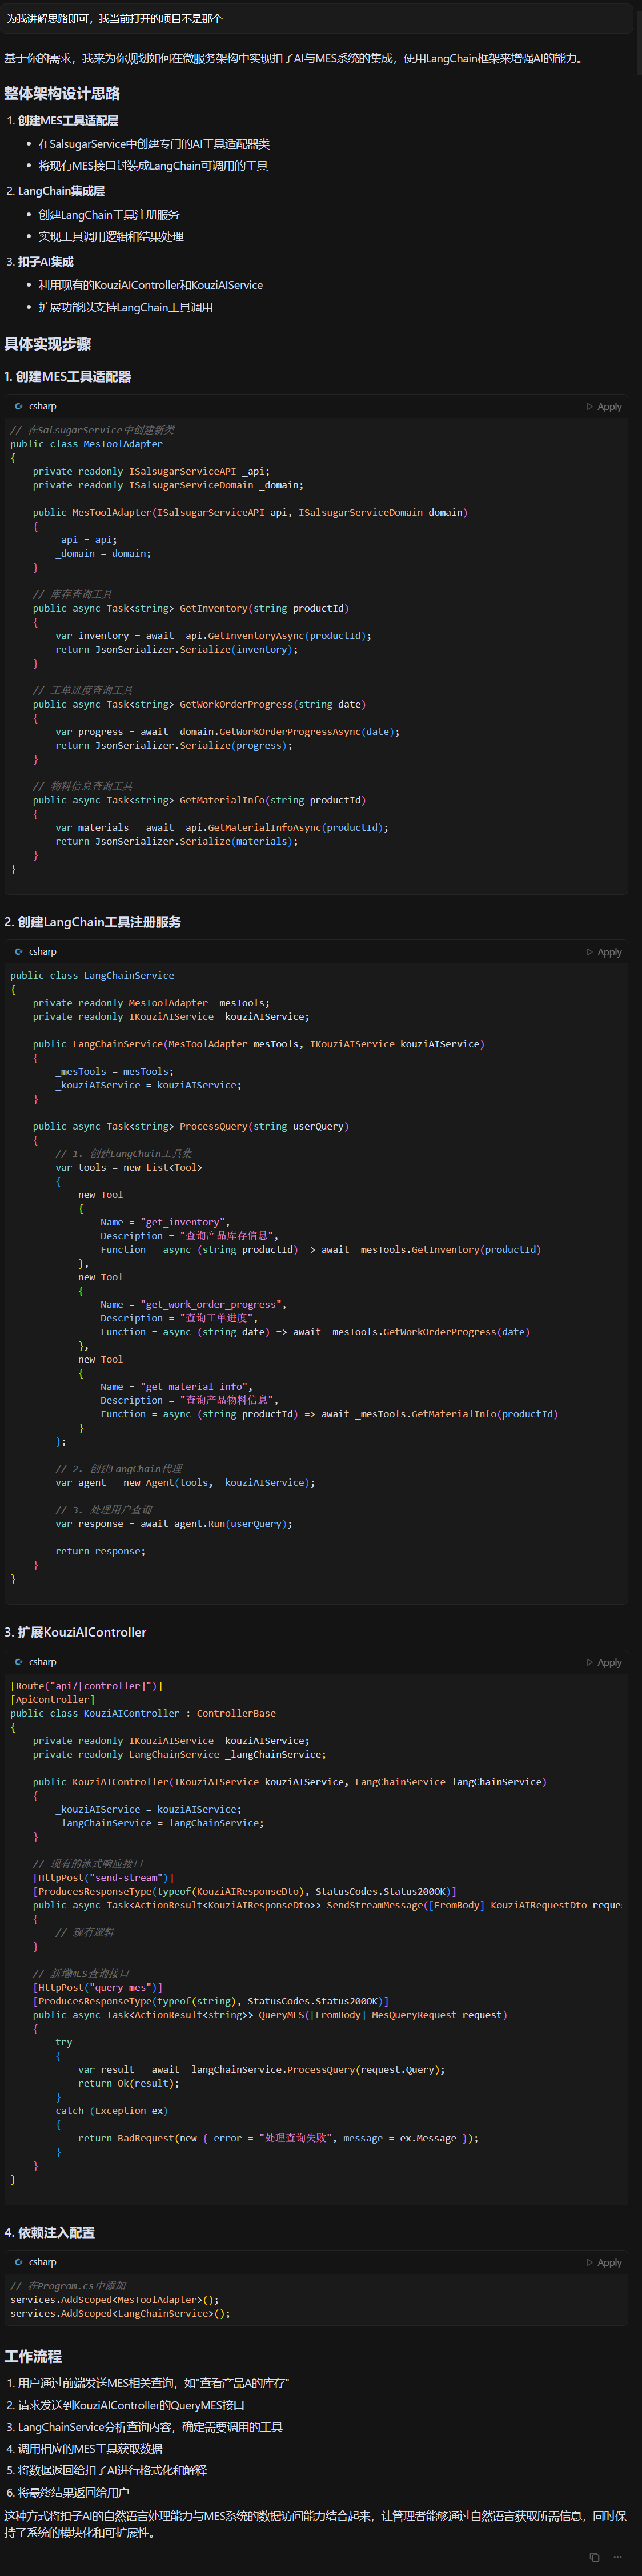 为我讲解思路即可，我当前打开的项目不是那个
基于你的需求，我来为你规划如何在微服务架构中实现扣子AI与MES系统的集成，使用LangChain框架来增强AI的能力。
整体架构设计思路
1. 创建MES工具适配层
• 在SalsugarService中创建专门的AI工具适配器类
• 将现有MES接口封装成LangChain可调用的工具
2. LangChain集成层
• 创建LangChain工具注册服务
• 实现工具调用逻辑和结果处理
3. 扣子AI集成
• 利用现有的KouziAIController和KouziAIService
• 扩展功能以支持LangChain工具调用
具体实现步骤
1. 创建MES工具适配器
csharp
Apply
// 在SalsugarService中创建新类
public class MesToolAdapter
{
    private readonly ISalsugarServiceAPI _api;
    private readonly ISalsugarServiceDomain _domain;
    public MesToolAdapter(ISalsugarServiceAPI api, ISalsugarServiceDomain domain)
    {
        _api = api;
        _domain = domain;
    }
    // 库存查询工具
    public async Task<string> GetInventory(string productId)
    {
        var inventory = await _api.GetInventoryAsync(productId);
        return JsonSerializer.Serialize(inventory);
    }
    // 工单进度查询工具
    public async Task<string> GetWorkOrderProgress(string date)
    {
        var progress = await _domain.GetWorkOrderProgressAsync(date);
        return JsonSerializer.Serialize(progress);
    }
    // 物料信息查询工具
    public async Task<string> GetMaterialInfo(string productId)
    {
        var materials = await _api.GetMaterialInfoAsync(productId);
        return JsonSerializer.Serialize(materials);
    }
}
2. 创建LangChain工具注册服务
csharp
Apply
public class LangChainService
{
    private readonly MesToolAdapter _mesTools;
    private readonly IKouziAIService _kouziAIService;
    public LangChainService(MesToolAdapter mesTools, IKouziAIService kouziAIService)
    {
        _mesTools = mesTools;
        _kouziAIService = kouziAIService;
    }
    public async Task<string> ProcessQuery(string userQuery)
    {
        // 1. 创建LangChain工具集
        var tools = new List<Tool>
        {
            new Tool
            {
                Name = "get_inventory",
                Description = "查询产品库存信息",
                Function = async (string productId) => await _mesTools.GetInventory(productId)
            },
            new Tool
            {
                Name = "get_work_order_progress",
                Description = "查询工单进度",
                Function = async (string date) => await _mesTools.GetWorkOrderProgress(date)
            },
            new Tool
            {
                Name = "get_material_info",
                Description = "查询产品物料信息",
                Function = async (string productId) => await _mesTools.GetMaterialInfo(productId)
            }
        };
        // 2. 创建LangChain代理
        var agent = new Agent(tools, _kouziAIService);
        // 3. 处理用户查询
        var response = await agent.Run(userQuery);
        return response;
    }
}
3. 扩展KouziAIController
csharp
Apply
[Route("api/[controller]")]
[ApiController]
public class KouziAIController : ControllerBase
{
    private readonly IKouziAIService _kouziAIService;
    private readonly LangChainService _langChainService;
    public KouziAIController(IKouziAIService kouziAIService, LangChainService langChainService)
    {
        _kouziAIService = kouziAIService;
        _langChainService = langChainService;
    }
    // 现有的流式响应接口
    [HttpPost("send-stream")]
    [ProducesResponseType(typeof(KouziAIResponseDto), StatusCodes.Status200OK)]
    public async Task<ActionResult<KouziAIResponseDto>> SendStreamMessage([FromBody] KouziAIRequestDto reque
    {
        // 现有逻辑
    }
    // 新增MES查询接口
    [HttpPost("query-mes")]
    [ProducesResponseType(typeof(string), StatusCodes.Status200OK)]
    public async Task<ActionResult<string>> QueryMES([FromBody] MesQueryRequest request)
    {
        try
        {
            var result = await _langChainService.ProcessQuery(request.Query);
            return Ok(result);
        }
        catch (Exception ex)
        {
            return BadRequest(new { error = "处理查询失败", message = ex.Message });
        }
    }
}
4. 依赖注入配置
csharp
Apply
// 在Program.cs中添加
services.AddScoped<MesToolAdapter>();
services.AddScoped<LangChainService>();
工作流程
1. 用户通过前端发送MES相关查询，如"查看产品A的库存"
2. 请求发送到KouziAIController的QueryMES接口
3. LangChainService分析查询内容，确定需要调用的工具
4. 调用相应的MES工具获取数据
5. 将数据返回给扣子AI进行格式化和解释
6. 将最终结果返回给用户
这种方式将扣子AI的自然语言处理能力与MES系统的数据访问能力结合起来，让管理者能够通过自然语言获取所需信息，同时保
持了系统的模块化和可扩展性。